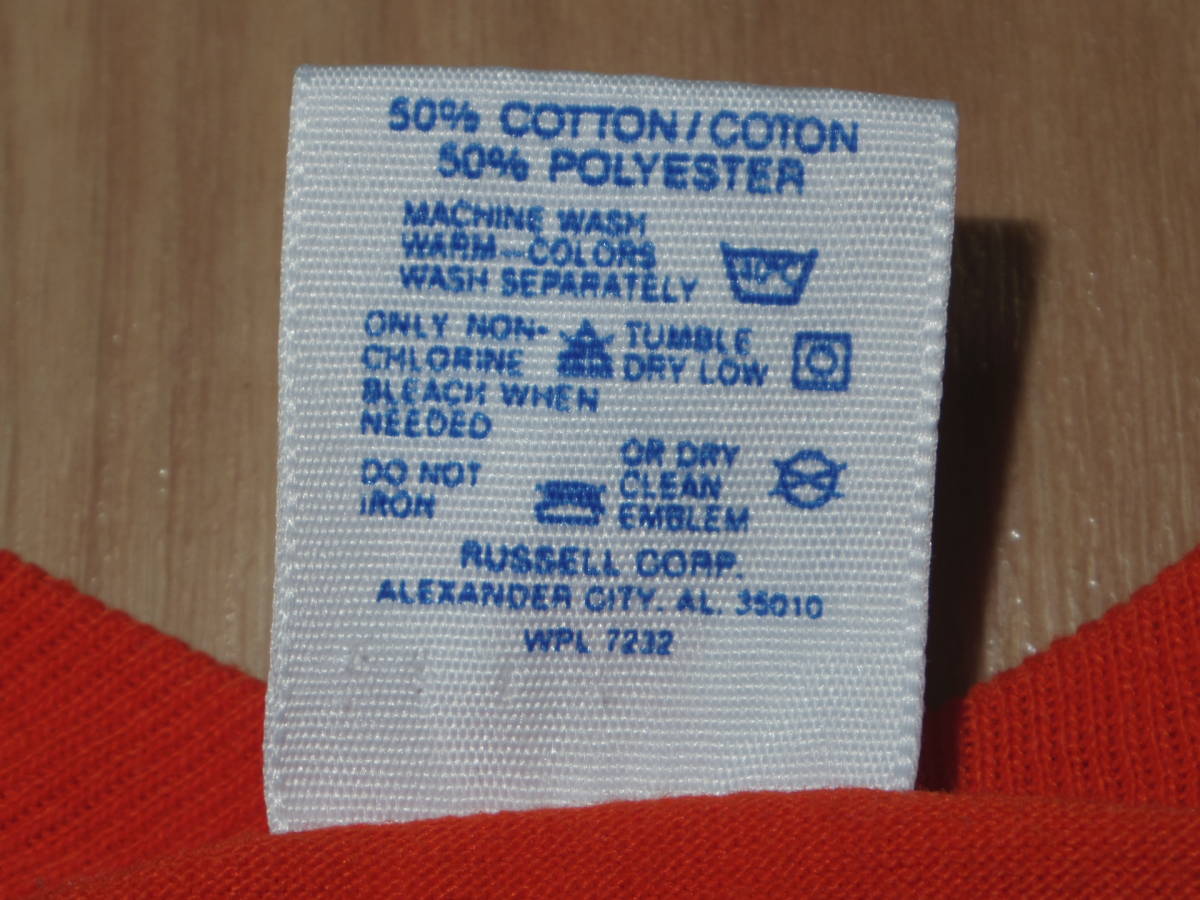 50% COTTON/COTON
50% POLYESTER
MACHINE WASH
WARM-COLORS
WASH SEPARATELY
40°C
ONLY NON-
CHLORINE
BLEACH WHEN
NEEDED
TUMBLE
DRY LOW
DO NOT
IRON
OR DRY
CLEAN
EMBLEM
RUSSELL CORP.
ALEXANDER CITY, AL. 35010
WPL 7232